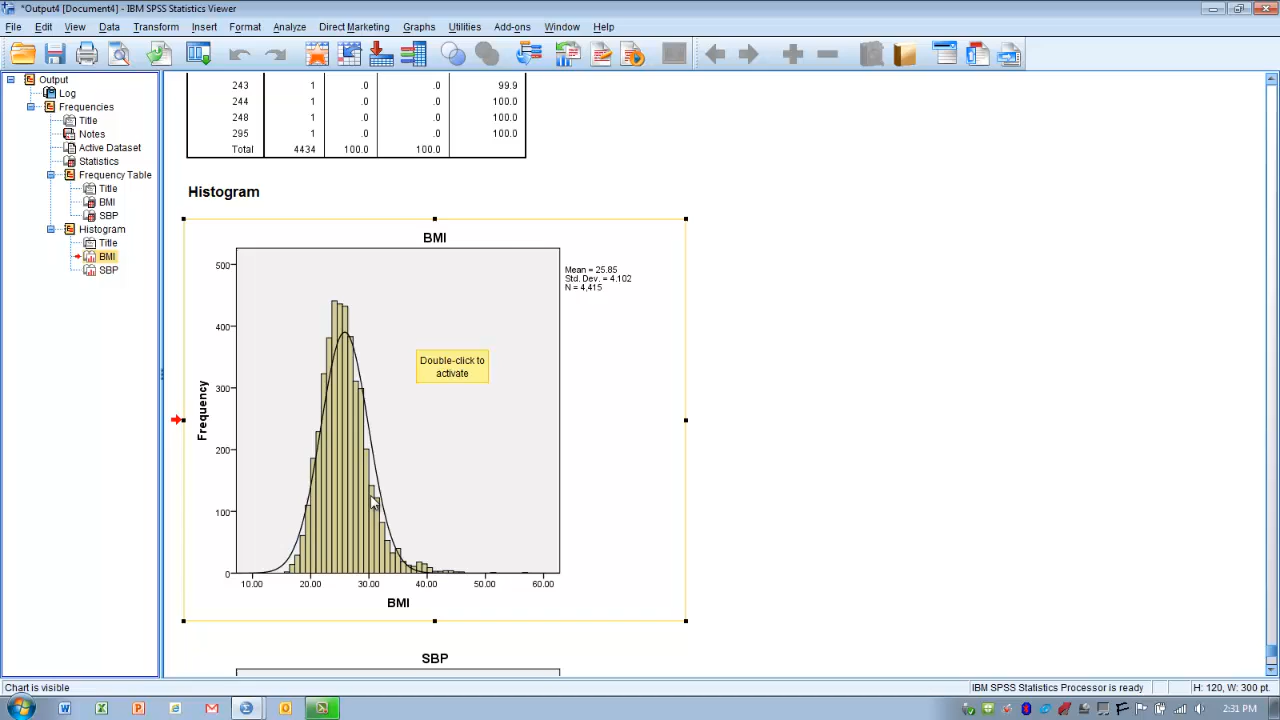 *Output4 [Document4] - IBM SPSS Statistics Viewer
File Edit View Data Transform Insert Format Analyze Direct Marketing Graphs Utilities Add-ons Window Help
Output
Log
Frequencies
Title
Notes
Active Dataset
Statistics
Frequency Table
Title
BMI
SBP
Histogram
Title
BMI
SBP
243 1 .0 .0 99.9
244 1 .0 .0 100.0
248 1 .0 .0 100.0
295 1 .0 .0 100.0
Total 4434 100.0 100.0
Histogram
BMI
Mean = 25.85
Std. Dev. = 4.102
N = 4,415
Double-click to
activate
Frequency
500
400
300
200
100
0
10.00 20.00 30.00 40.00 50.00 60.00
BMI
SBP
Chart is visible
IBM SPSS Statistics Processor is ready
H: 120, W: 300 pt.
2:31 PM